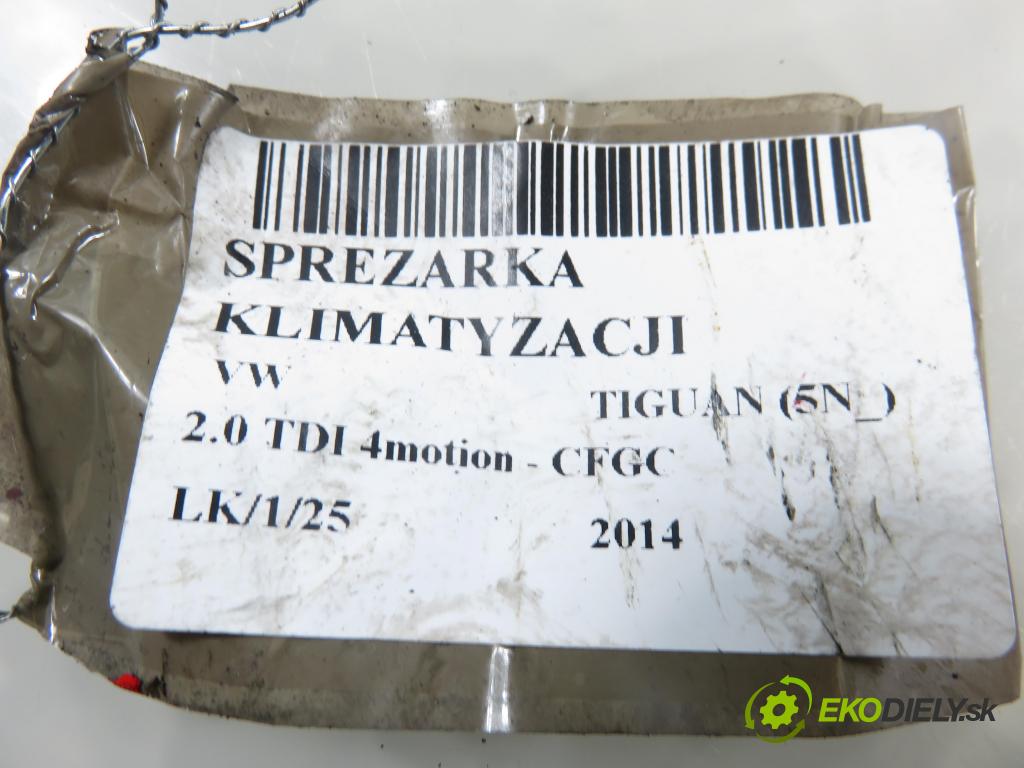 SPREZARKA
KLIMATYZACJI
VW TIGUAN (5N_)
2.0 TDI 4motion - CFGC
LK/1/25 2014
EKODIELY.sk